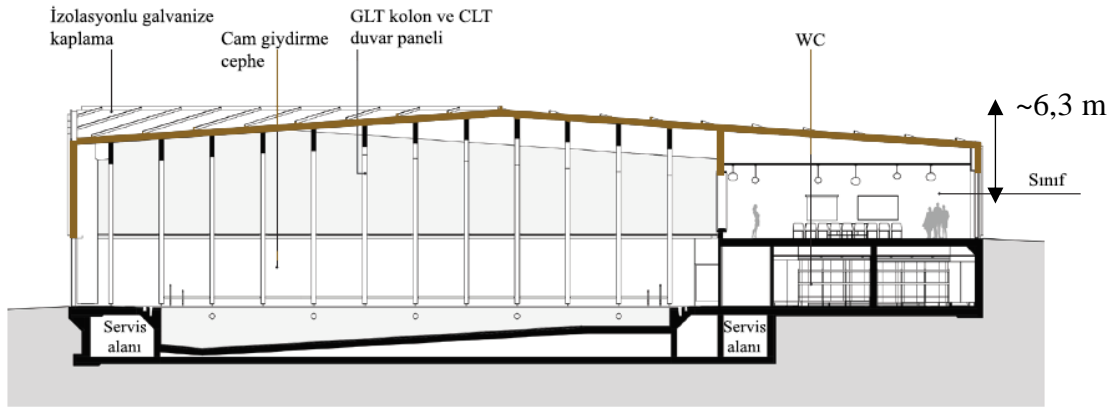 İzolasyonlu galvanize
kaplama
Cam giydirme
cephe
GLT kolon ve CLT
duvar paneli
WC
~6,3 m
Sınıf
Servis
alanı
Servis
alanı